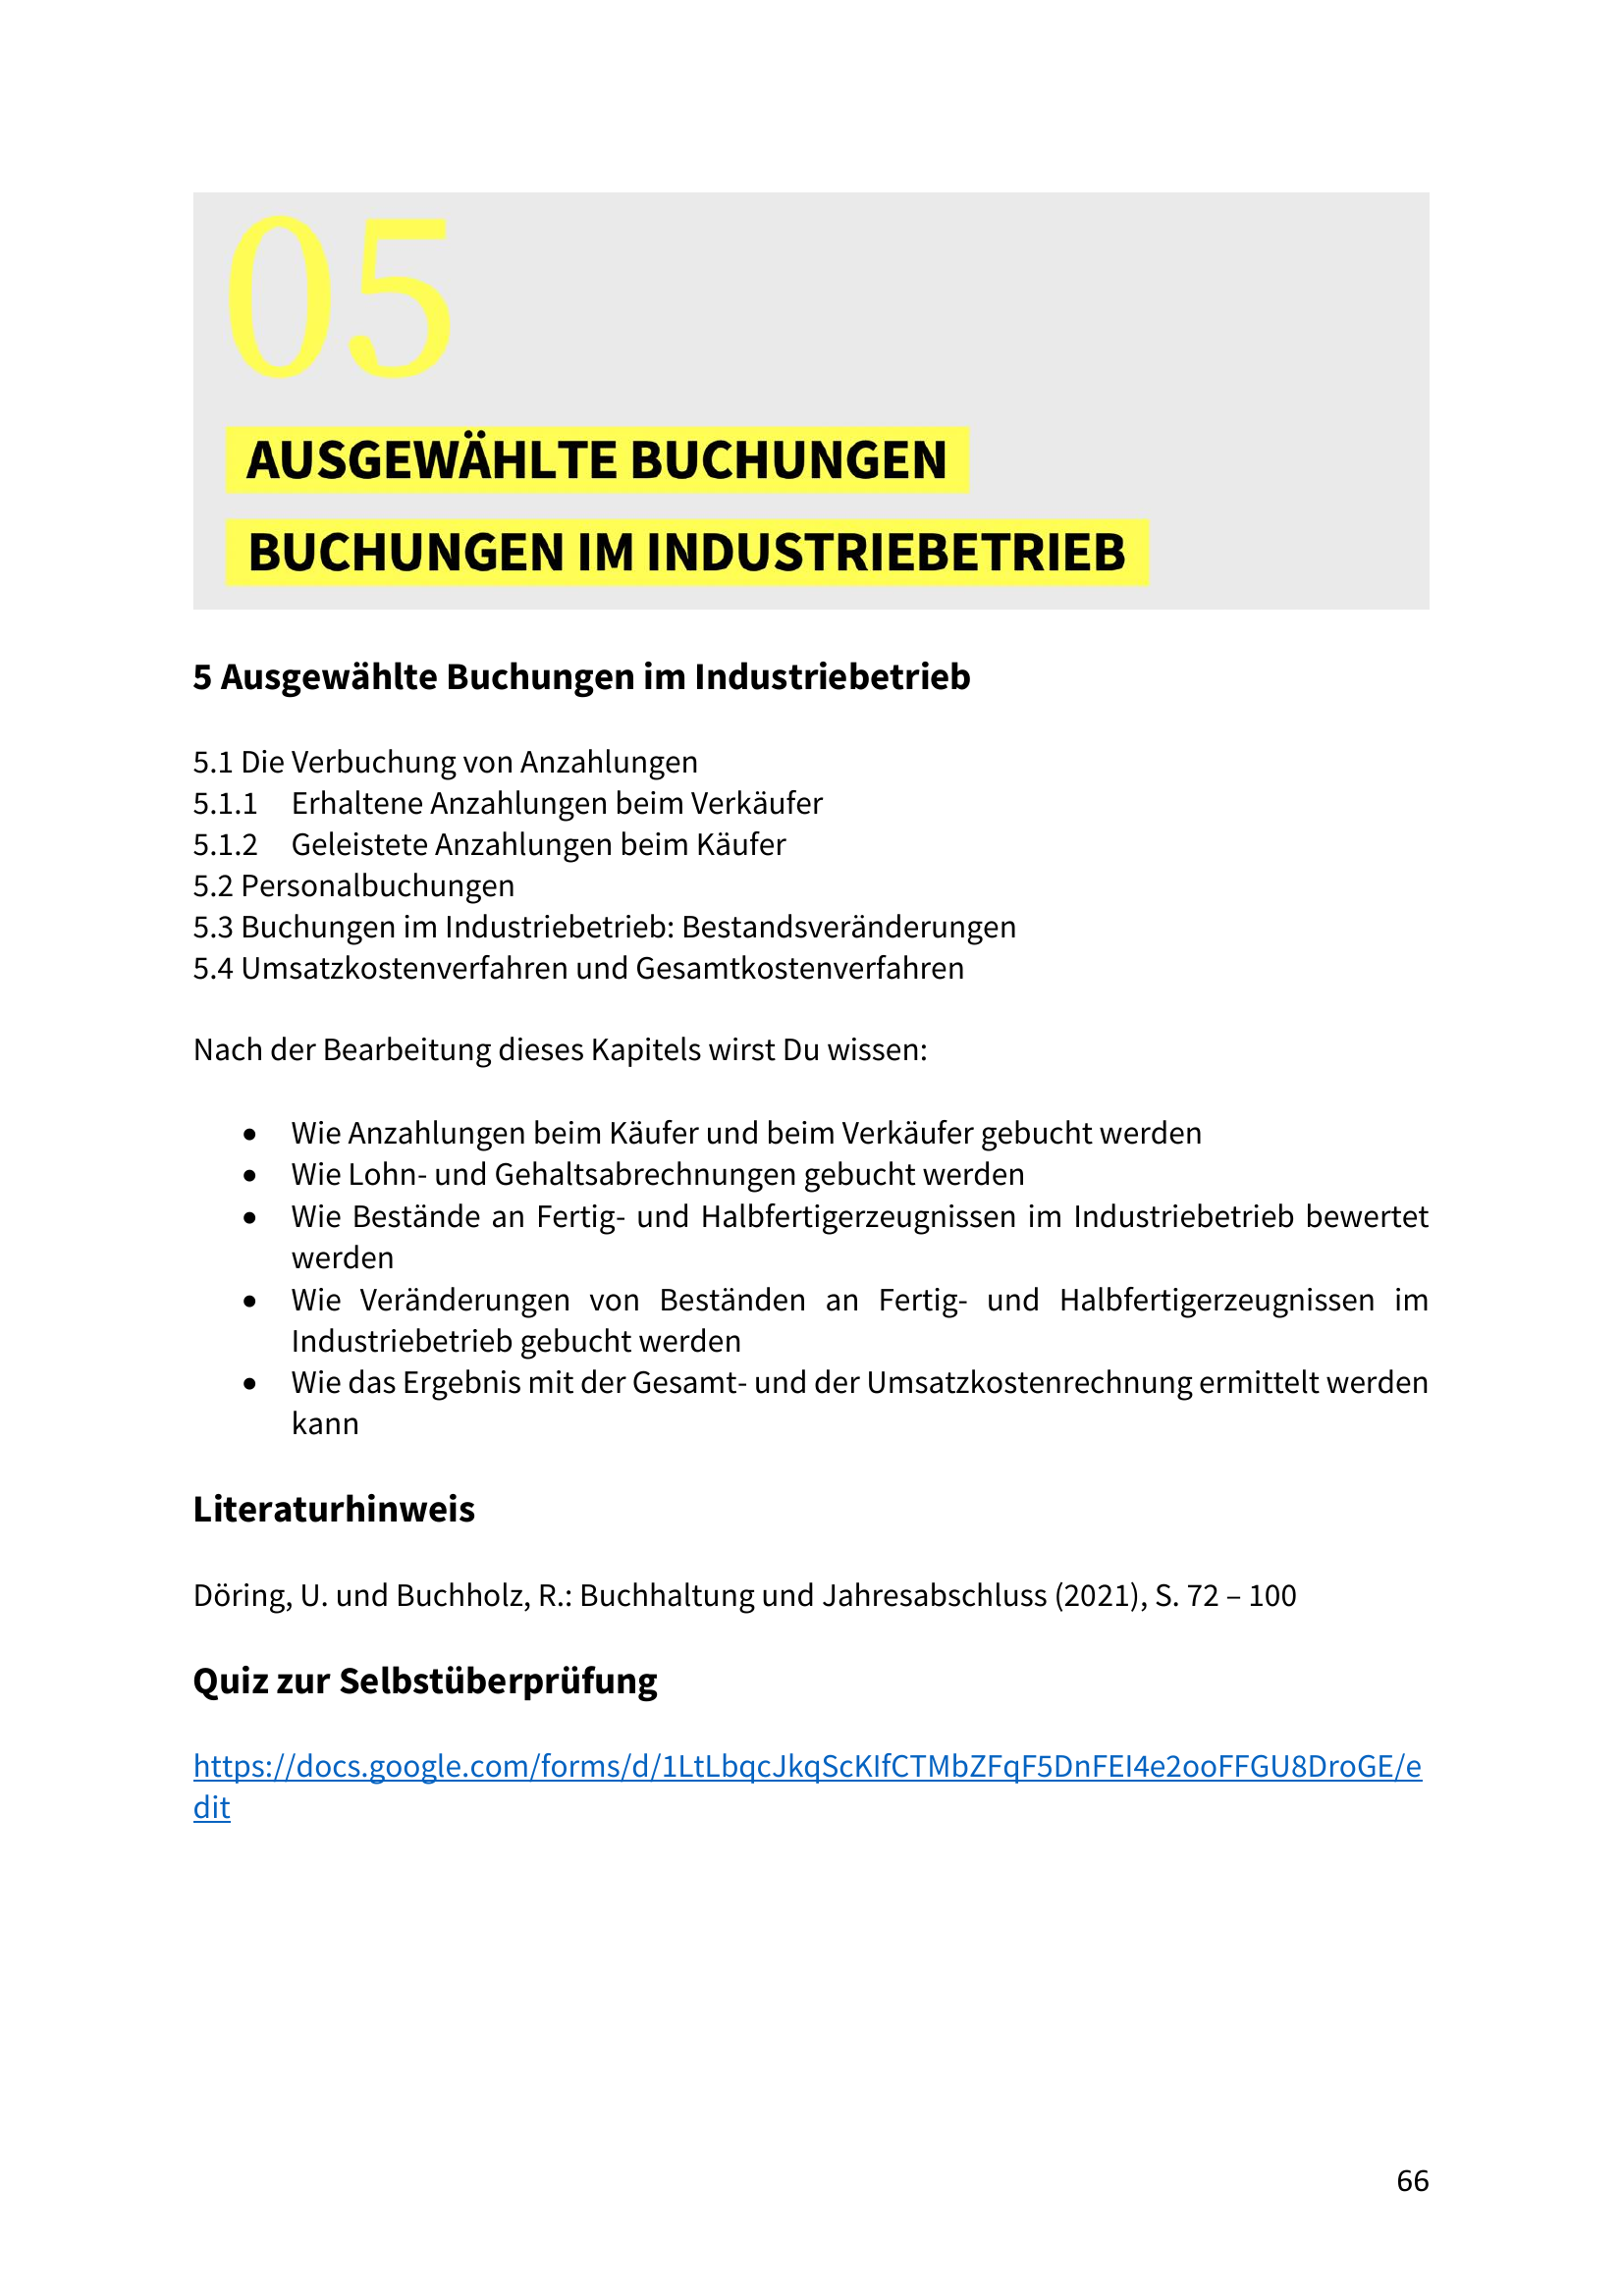 05
AUSGEWÄHLTE BUCHUNGEN
BUCHUNGEN IM INDUSTRIEBETRIEB
5 Ausgewählte Buchungen im Industriebetrieb
5.1 Die Verbuchung von Anzahlungen
5.1.1 Erhaltene Anzahlungen beim Verkäufer
5.1.2 Geleistete Anzahlungen beim Käufer
5.2 Personalbuchungen
5.3 Buchungen im Industriebetrieb: Bestandsveränderungen
5.4 Umsatzkostenverfahren und Gesamtkostenverfahren
Nach der Bearbeitung dieses Kapitels wirst Du wissen:
• Wie Anzahlungen beim Käufer und beim Verkäufer gebucht werden
• Wie Lohn- und Gehaltsabrechnungen gebucht werden
• Wie Bestände an Fertig- und Halbfertigerzeugnissen im Industriebetrieb bewertet
werden
• Wie Veränderungen von Beständen an Fertig- und Halbfertigerzeugnissen im
Industriebetrieb gebucht werden
• Wie das Ergebnis mit der Gesamt- und der Umsatzkostenrechnung ermittelt werden
kann
Literaturhinweis
Döring, U. und Buchholz, R.: Buchhaltung und Jahresabschluss (2021), S. 72 – 100
Quiz zur Selbstüberprüfung
https://docs.google.com/forms/d/1LtLbqcJkqScKIfCTMbZFqF5DnFEI4e2ooFFGU8DroGE/e
dit
66